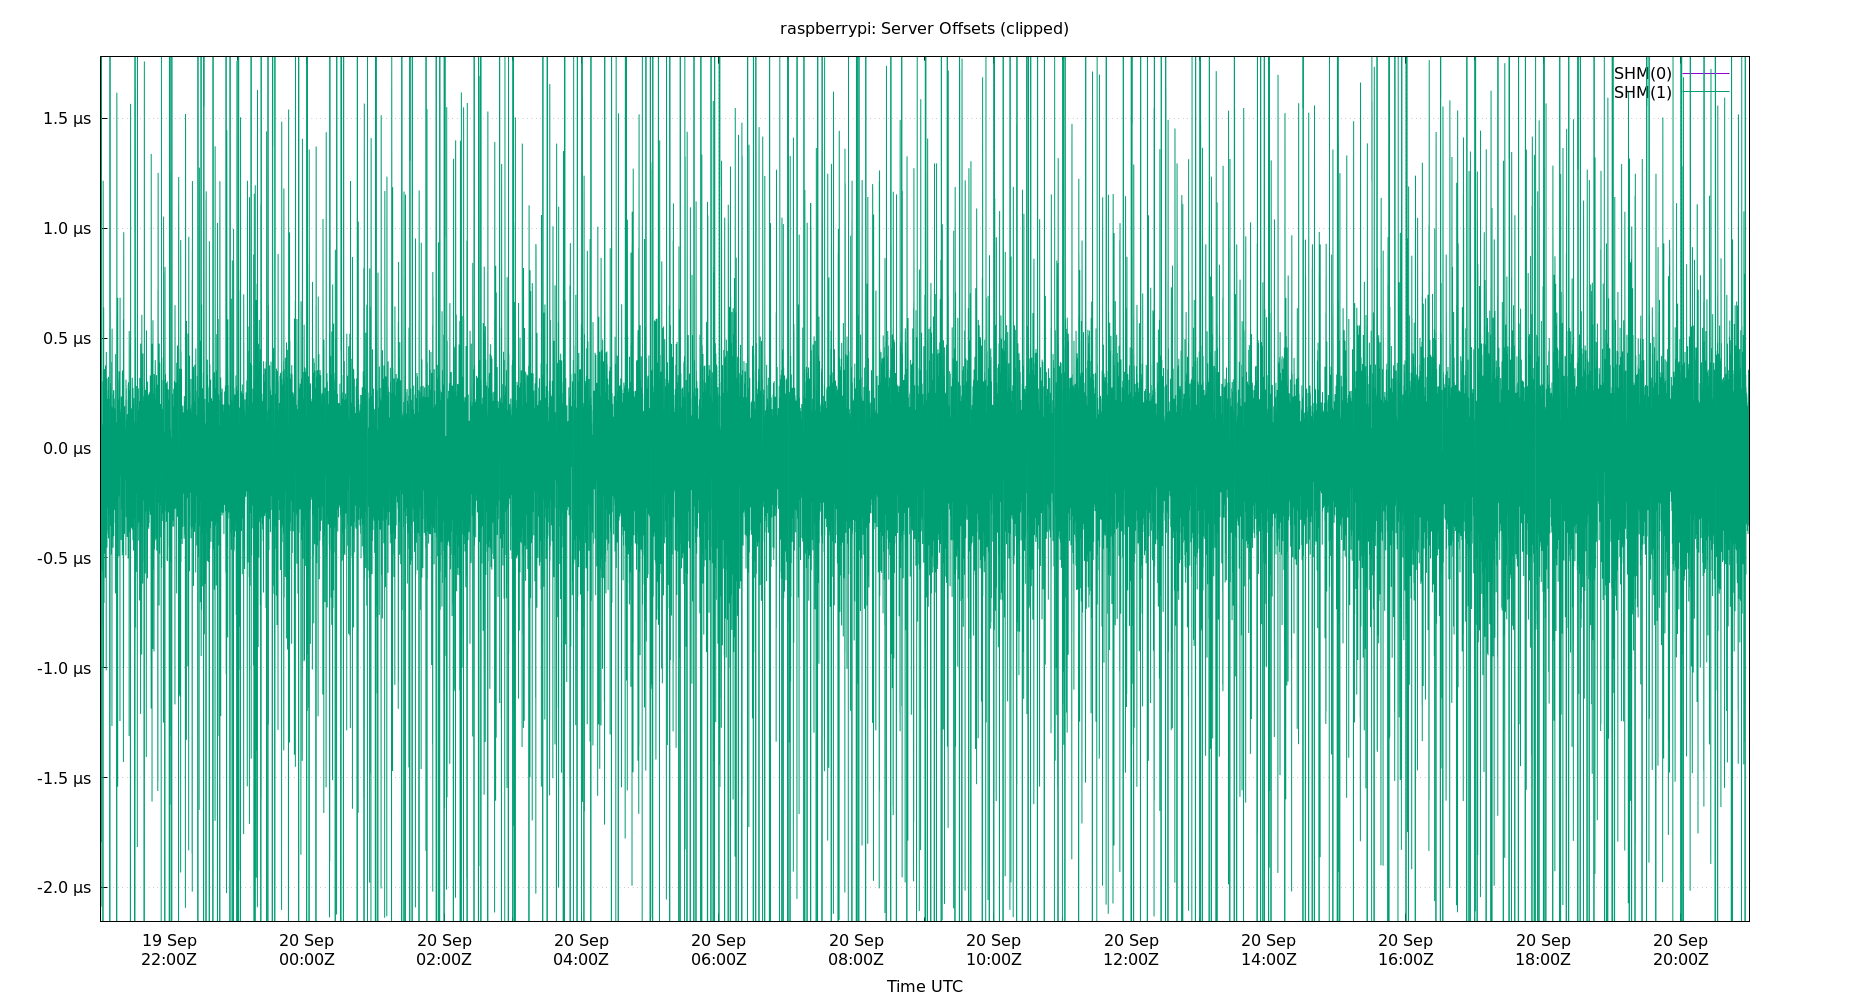 raspberrypi: Server Offsets (clipped)
SHM(0)
SHM(1)
1.5 µs
1.0 µs
0.5 µs
0.0 µs
-0.5 µs
-1.0 µs
-1.5 µs
-2.0 µs
19 Sep 20 Sep 20 Sep 20 Sep 20 Sep 20 Sep 20 Sep 20 Sep 20 Sep 20 Sep 20 Sep 20 Sep
22:00Z 00:00Z 02:00Z 04:00Z 06:00Z 08:00Z 10:00Z 12:00Z 14:00Z 16:00Z 18:00Z 20:00Z
Time UTC